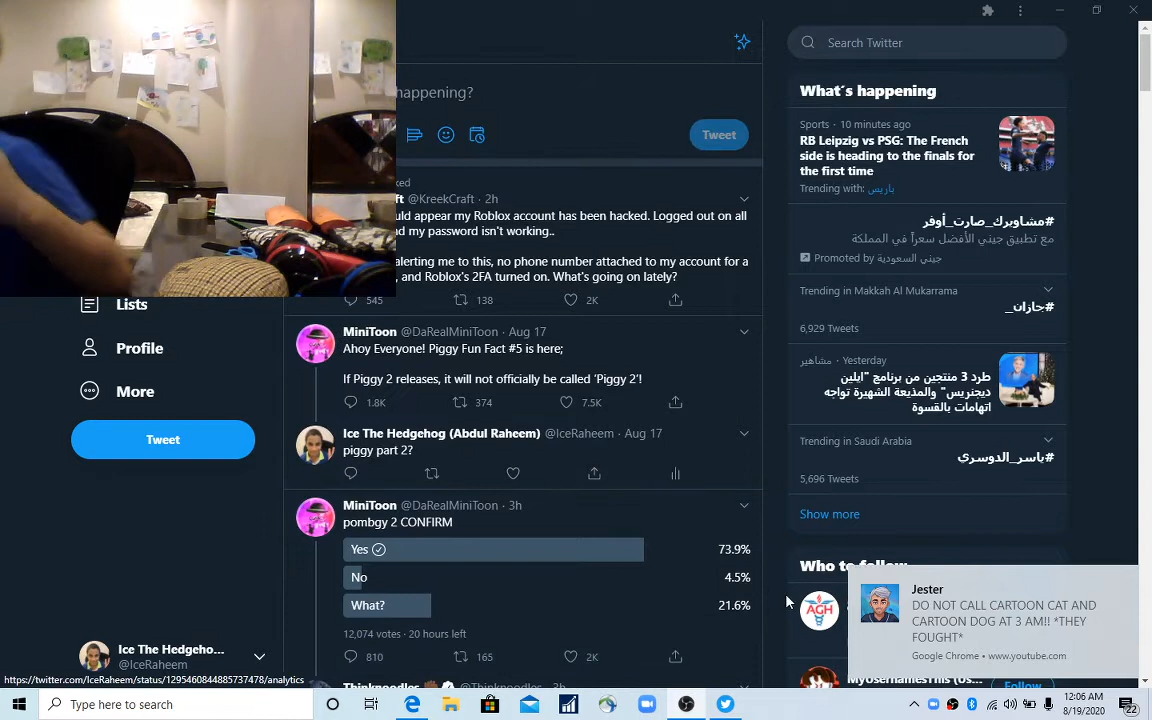 Search Twitter
happening?
Tweet
What's happening
Sports · 10 minutes ago
RB Leipzig vs PSG: The French
side is heading to the finals for
the first time
Trending with: باريس
#مشاويرك_صارت_أوفر
مع تطبيق جيني الأفضل سعراً في المملكة
Promoted by جيني السعودية
Trending in Makkah Al Mukarrama
#جازان_
6,929 Tweets
مشاهير · Yesterday
طرد 3 منتجين من برنامج "ايلين
ديجنريس" والمذيعة الشهيرة تواجه
اتهامات بالقسوة
Trending in Saudi Arabia
#ياسر_الدوسري
5,696 Tweets
Show more
Who to follow
@KreekCraft · 2h
my Roblox account has been hacked. Logged out on all
my password isn't working..
alerting me to this, no phone number attached to my account for a
and Roblox's 2FA turned on. What's going on lately?
545 138 2K
MiniToon @DaRealMiniToon · Aug 17
Ahoy Everyone! Piggy Fun Fact #5 is here;
If Piggy 2 releases, it will not officially be called 'Piggy 2'!
1.8K 374 7.5K
Ice The Hedgehog (Abdul Raheem) @IceRaheem · Aug 17
piggy part 2?
MiniToon @DaRealMiniToon · 3h
pombgy 2 CONFIRM
Yes 73.9%
No 4.5%
What? 21.6%
12,074 votes · 20 hours left
810 165 2K
Thinknoodles @Thinknoodles · 3h
Lists
Profile
More
Tweet
Ice The Hedgeho...
@IceRaheem
https://twitter.com/IceRaheem/status/1295460844885737478/analytics
AGH
Follow
Jester
DO NOT CALL CARTOON CAT AND
CARTOON DOG AT 3 AM!! *THEY
FOUGHT*
Google Chrome • www.youtube.com
Type here to search
12:06 AM
8/19/2020
22